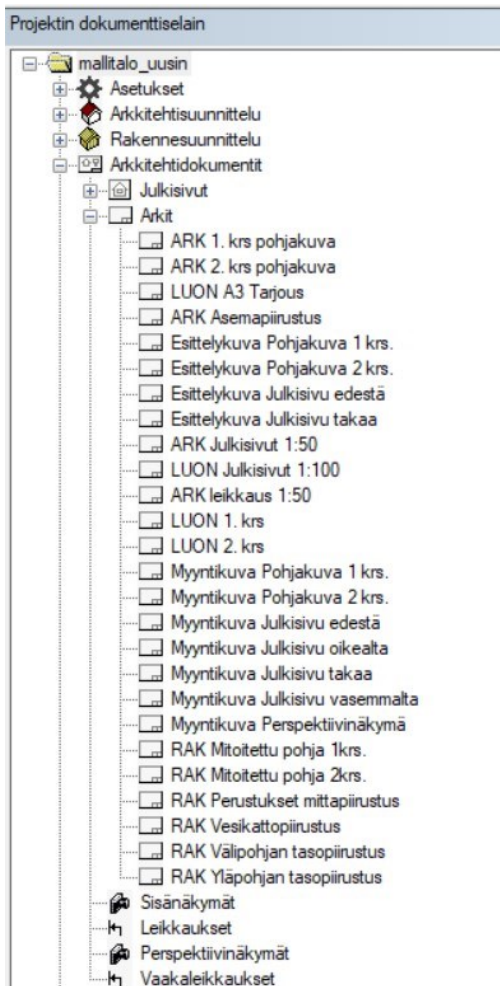 Projektin dokumenttiselain
mallitalo_uusin
Asetukset
Arkkitehtisuunnittelu
Rakennesuunnittelu
Arkkitehtidokumentit
Julkisivut
Arkit
ARK 1. krs pohjakuva
ARK 2. krs pohjakuva
LUON A3 Tarjous
ARK Asemapiirustus
Esittelykuva Pohjakuva 1 krs.
Esittelykuva Pohjakuva 2 krs.
Esittelykuva Julkisivu edestä
Esittelykuva Julkisivu takaa
ARK Julkisivut 1:50
LUON Julkisivut 1:100
ARK leikkaus 1:50
LUON 1. krs
LUON 2. krs
Myyntikuva Pohjakuva 1 krs.
Myyntikuva Pohjakuva 2 krs.
Myyntikuva Julkisivu edestä
Myyntikuva Julkisivu oikealta
Myyntikuva Julkisivu takaa
Myyntikuva Julkisivu vasemmalta
Myyntikuva Perspektiivinäkymä
RAK Mitoitettu pohja 1krs.
RAK Mitoitettu pohja 2krs.
RAK Perustukset mittapiirustus
RAK Vesikattopiirustus
RAK Välipohjan tasopiirustus
RAK Yläpohjan tasopiirustus
Sisänäkymät
Leikkaukset
Perspektiivinäkymät
Vaakaleikkaukset